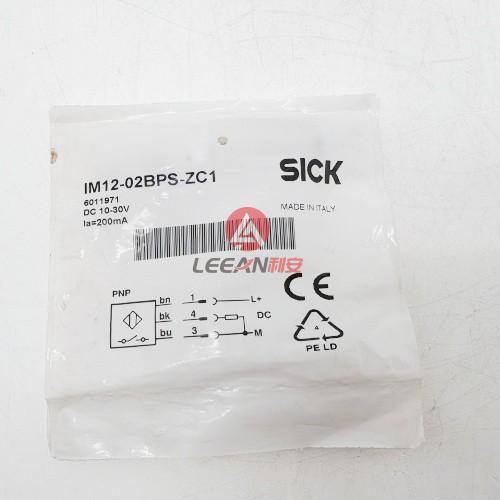 IM12-02BPS-ZC1
6011971
DC 10-30V
Ia=200mA
SICK
MADE IN ITALY
LEEAN利安
PNP
bn 1 L+
bk 4 DC
bu 3 M
CE
4
PE LD